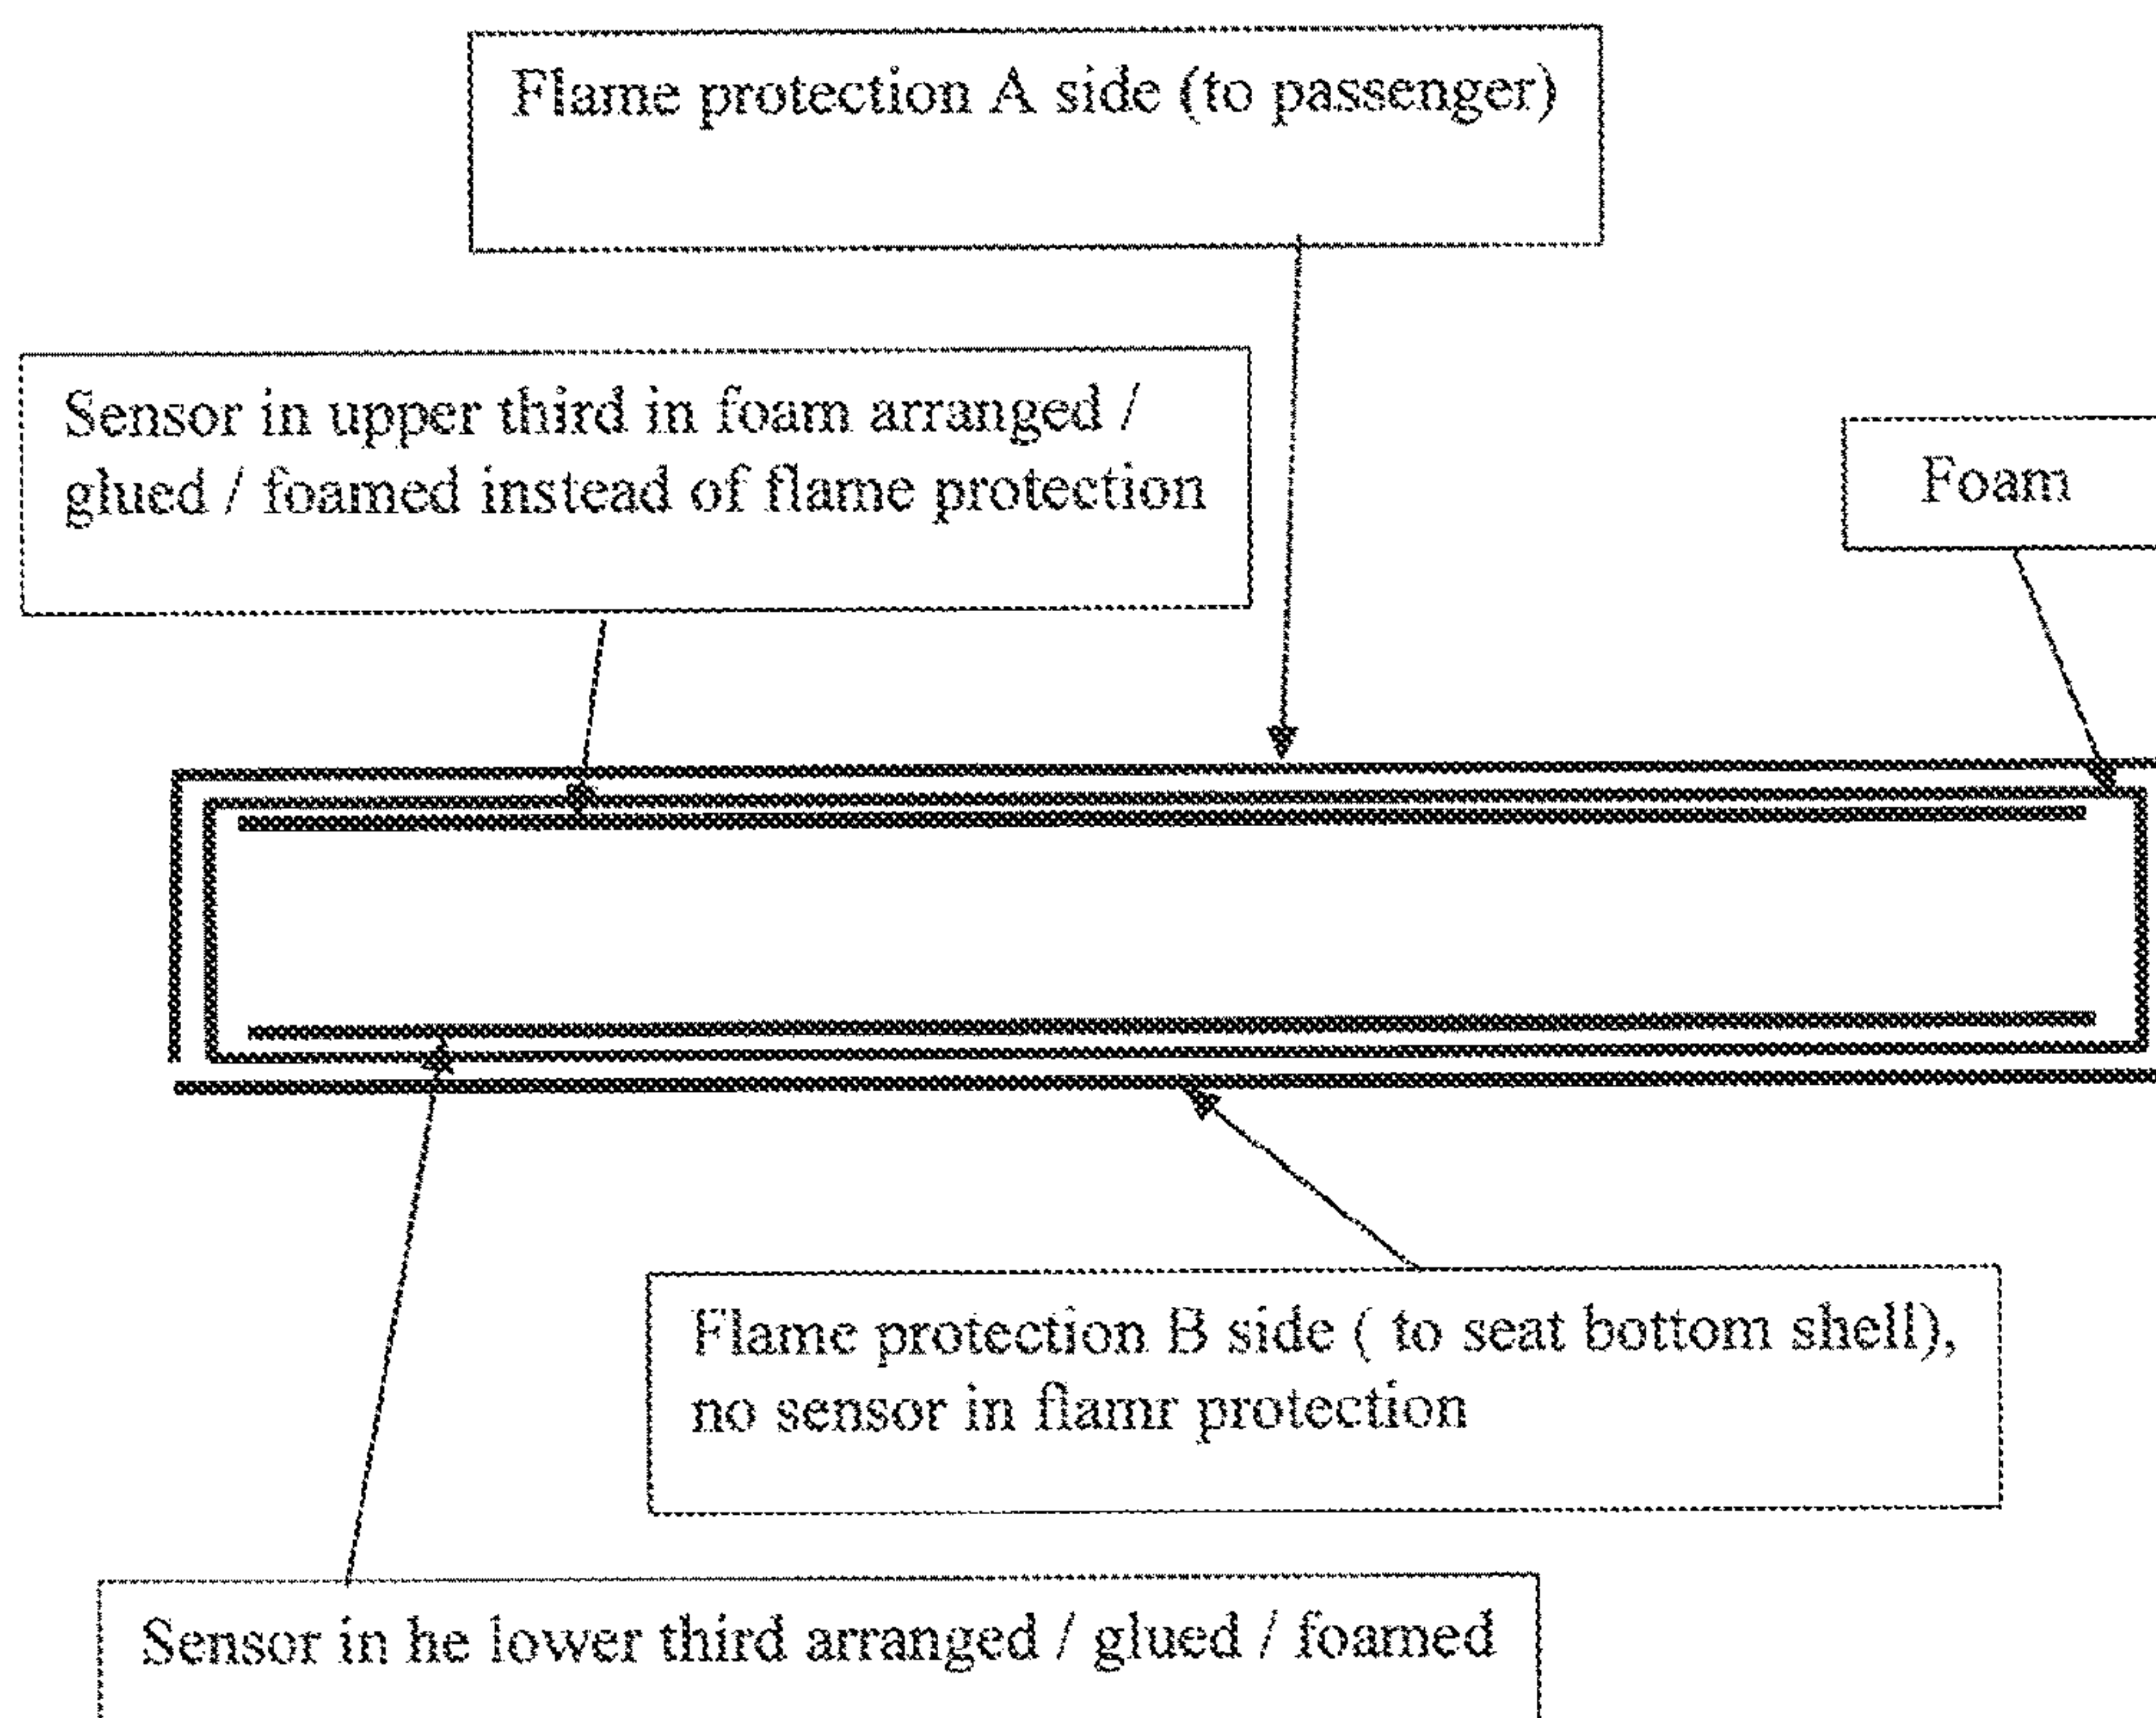 Flame protection A side (to passenger)
Sensor in upper third in foam arranged /
glued / foamed instead of flame protection
Foam
Flame protection B side ( to seat bottom shell),
no sensor in flamr protection
Sensor in he lower third arranged / glued / foamed